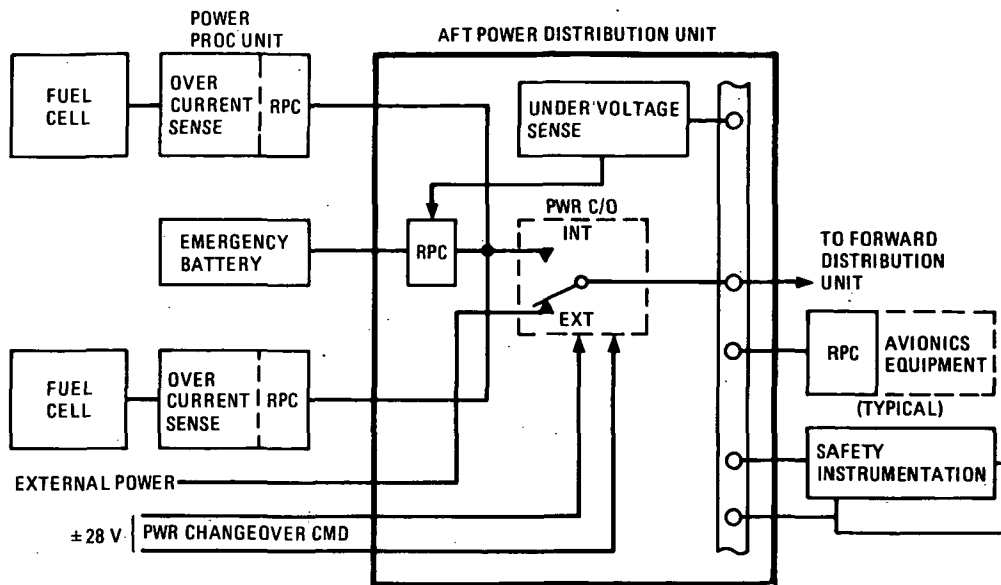 POWER
PROC UNIT
AFT POWER DISTRIBUTION UNIT
FUEL
CELL
OVER
CURRENT
SENSE
RPC
UNDER VOLTAGE
SENSE
PWR C/O
INT
EMERGENCY
BATTERY
RPC
TO FORWARD
DISTRIBUTION
UNIT
EXT
RPC
AVIONICS
EQUIPMENT
(TYPICAL)
FUEL
CELL
OVER
CURRENT
SENSE
RPC
SAFETY
INSTRUMENTATION
EXTERNAL POWER
±28 V
PWR CHANGEOVER CMD